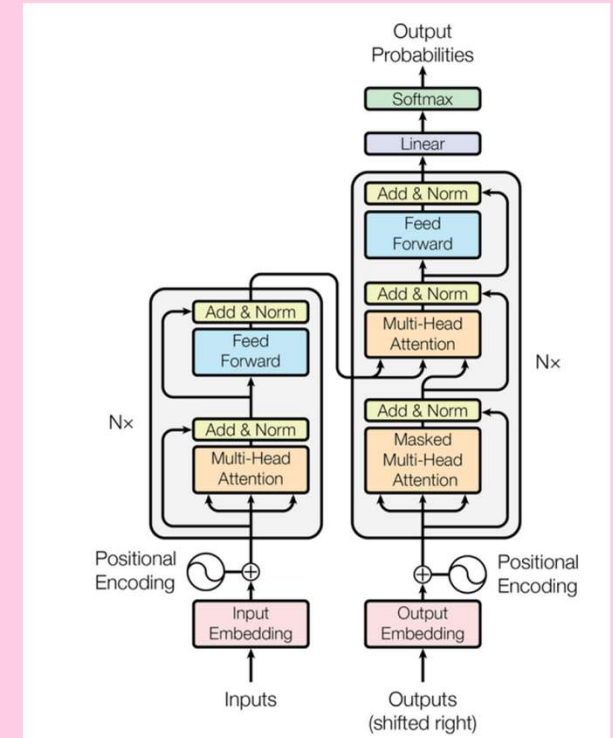 Output
Probabilities
Softmax
Linear
Add & Norm
Feed
Forward
Add & Norm
Multi-Head
Attention
Add & Norm
Masked
Multi-Head
Attention
N×
Add & Norm
Feed
Forward
Add & Norm
Multi-Head
Attention
N×
Positional
Encoding
Positional
Encoding
Input
Embedding
Output
Embedding
Inputs
Outputs
(shifted right)